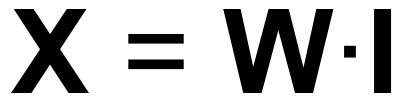 X = W·I